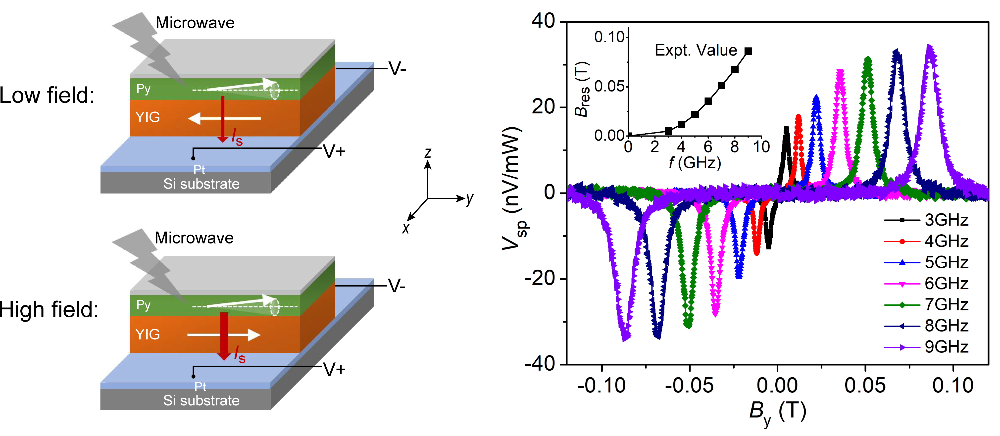 Low field:
Microwave
Py
YIG
Is
V-
V+
Pt
Si substrate
z
y
x
High field:
Microwave
Py
YIG
Is
V-
V+
Pt
Si substrate
Vsp (nV/mW)
40
20
0
-20
-40
-0.10 -0.05 0.00 0.05 0.10
By (T)
Expt. Value
Bres (T)
0.10
0.05
0.00
0 2 4 6 8 10
f (GHz)
3GHz
4GHz
5GHz
6GHz
7GHz
8GHz
9GHz